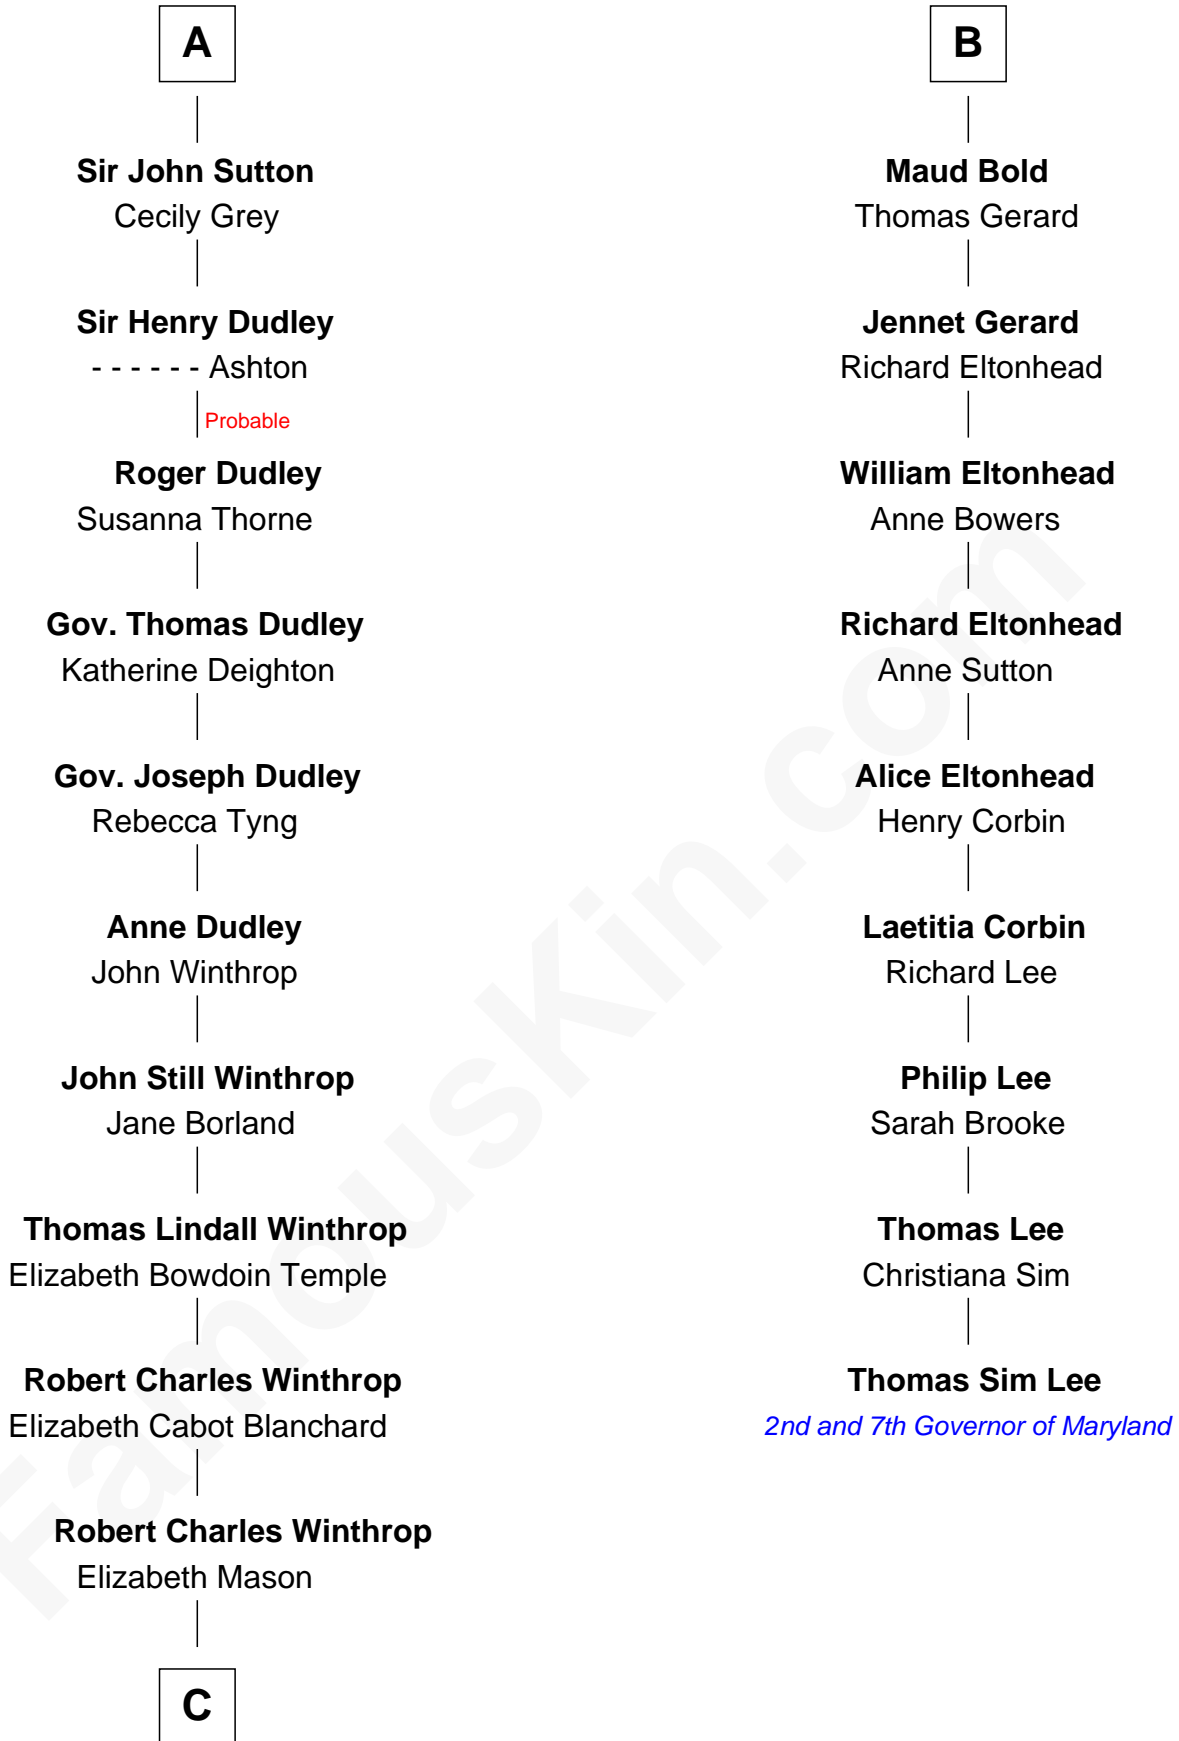 A
Sir John Sutton
Cecily Grey
Sir Henry Dudley
- - - - - - Ashton
Probable
Roger Dudley
Susanna Thorne
Gov. Thomas Dudley
Katherine Deighton
Gov. Joseph Dudley
Rebecca Tyng
Anne Dudley
John Winthrop
John Still Winthrop
Jane Borland
Thomas Lindall Winthrop
Elizabeth Bowdoin Temple
Robert Charles Winthrop
Elizabeth Cabot Blanchard
Robert Charles Winthrop
Elizabeth Mason
C
B
Maud Bold
Thomas Gerard
Jennet Gerard
Richard Eltonhead
William Eltonhead
Anne Bowers
Richard Eltonhead
Anne Sutton
Alice Eltonhead
Henry Corbin
Laetitia Corbin
Richard Lee
Philip Lee
Sarah Brooke
Thomas Lee
Christiana Sim
Thomas Sim Lee
2nd and 7th Governor of Maryland
FamousKin.com